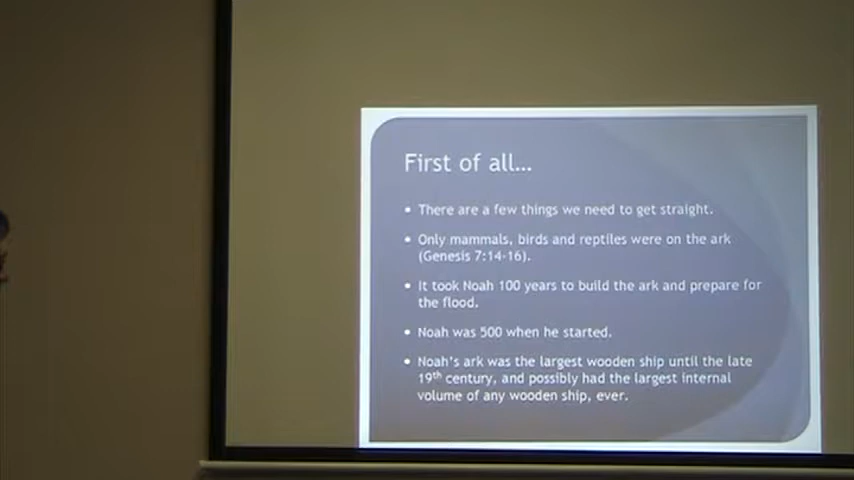 First of all…
• There are a few things we need to get straight.
• Only mammals, birds and reptiles were on the ark
(Genesis 7:14-16).
• It took Noah 100 years to build the ark and prepare for
the flood.
• Noah was 500 when he started.
• Noah's ark was the largest wooden ship until the late
19th century, and possibly had the largest internal
volume of any wooden ship, ever.